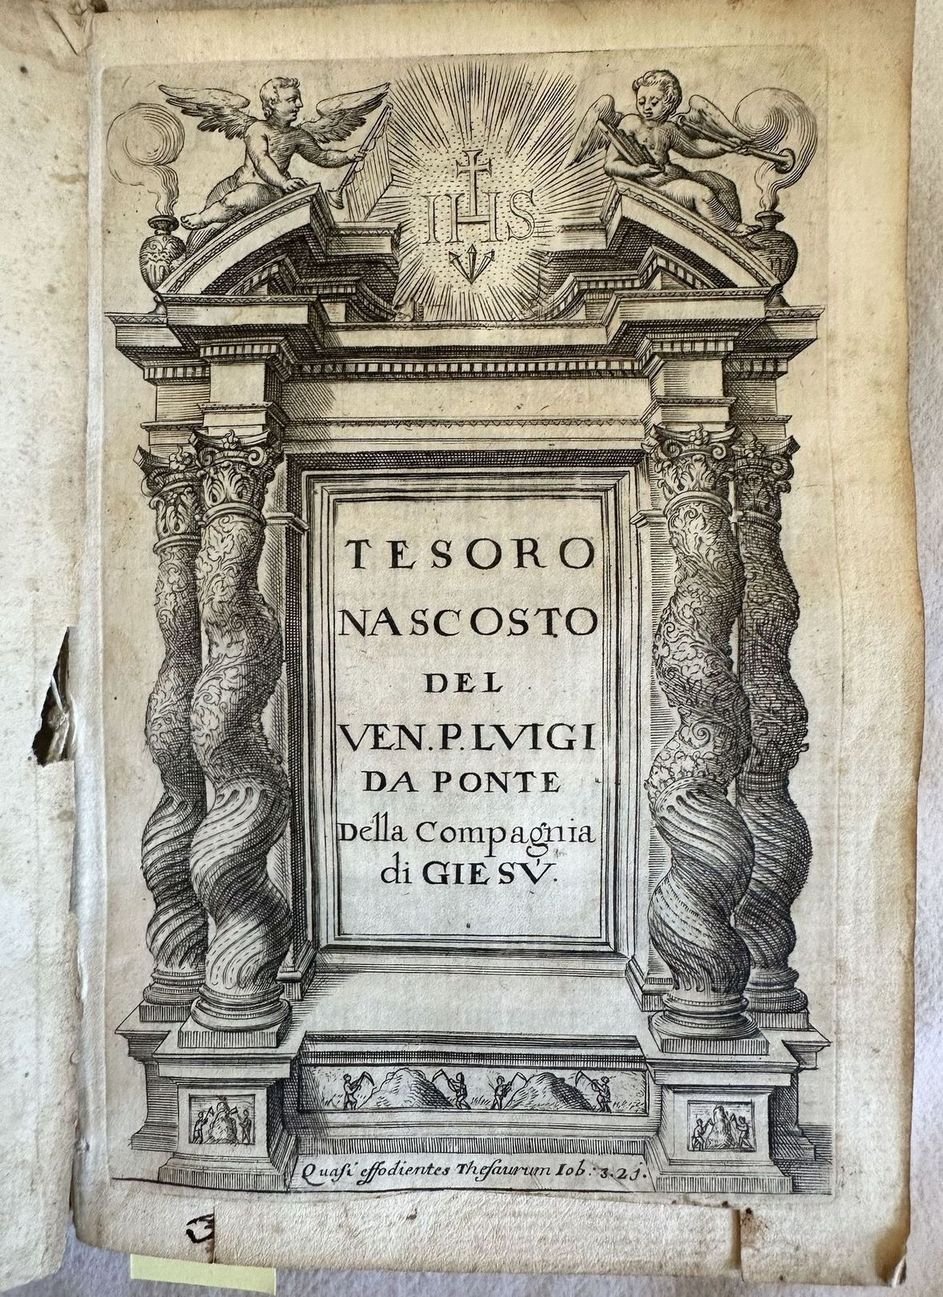 IHS
TESORO
NASCOSTO
DEL
VEN. P. LVIGI
DA PONTE
Della Compagnia
di GIESV̀.
Quasi effodientes Thesaurum Iob. 3. 21.